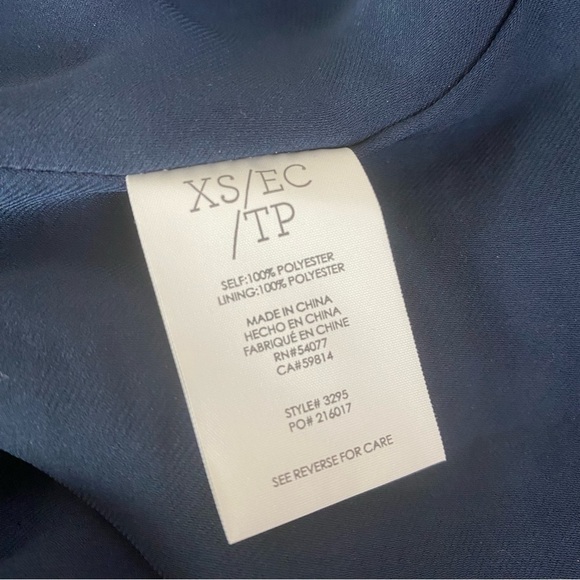 XS/EC
/TP
SELF:100% POLYESTER
LINING:100% POLYESTER
MADE IN CHINA
HECHO EN CHINA
FABRIQUÉ EN CHINE
RN#54077
CA#59814
STYLE# 3295
PO# 216017
SEE REVERSE FOR CARE